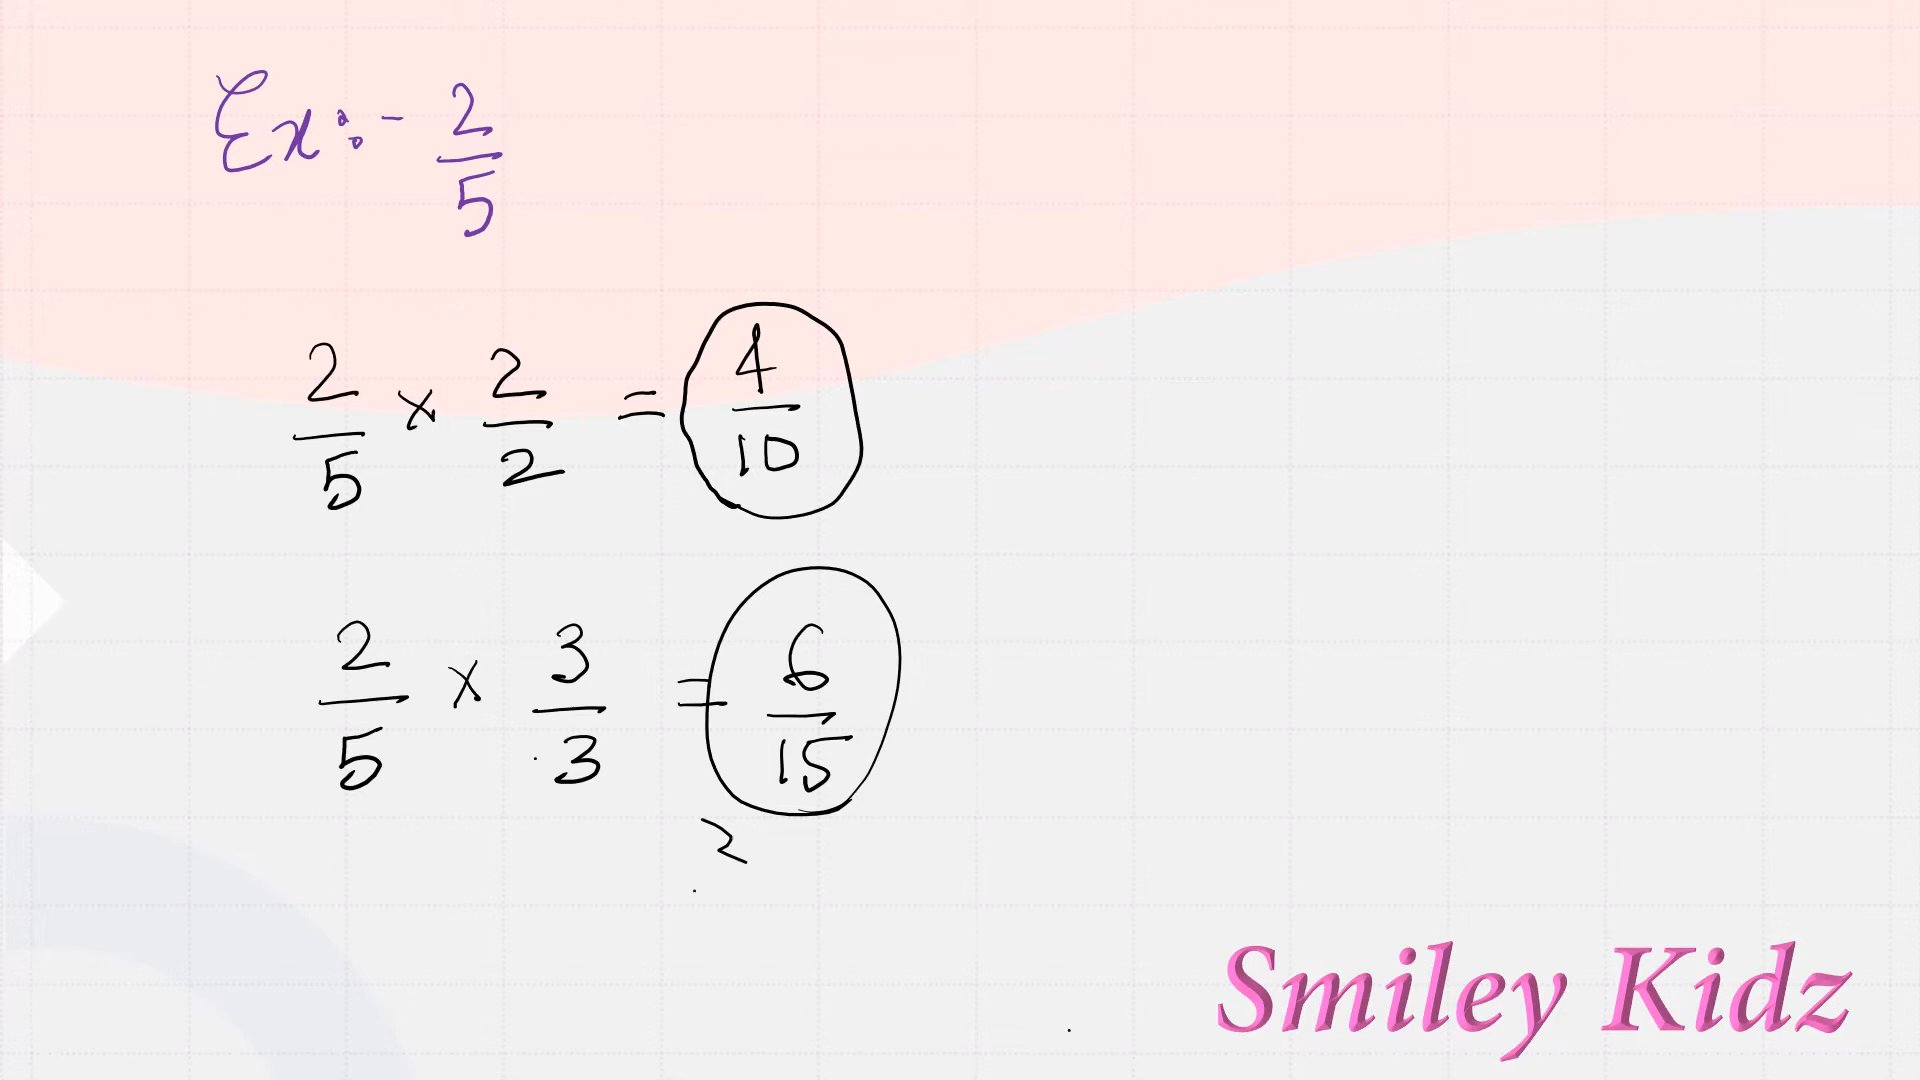 Ex:- 2/5
2/5 × 2/2 = 4/10
2/5 × 3/3 = 6/15
2
Smiley Kidz